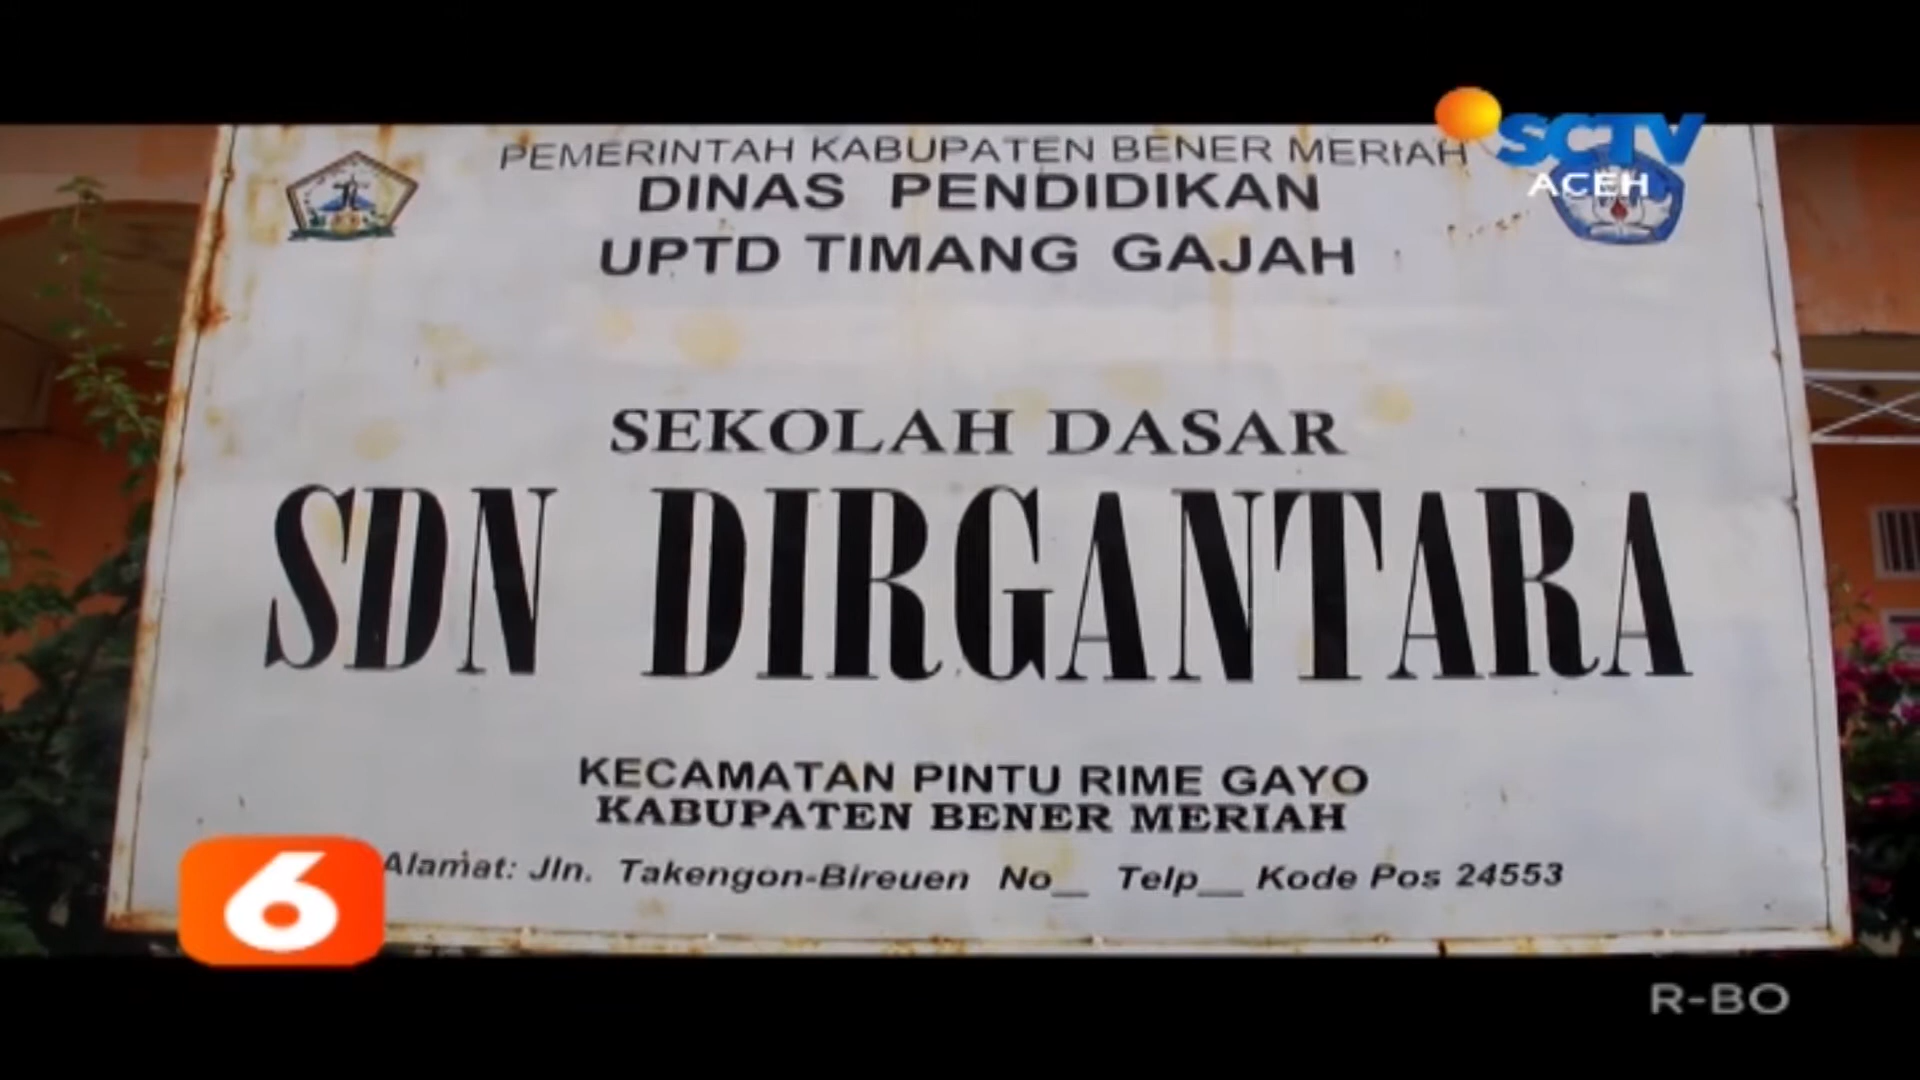 SCTV
ACEH
PEMERINTAH KABUPATEN BENER MERIAH
DINAS PENDIDIKAN
UPTD TIMANG GAJAH
SEKOLAH DASAR
SDN DIRGANTARA
KECAMATAN PINTU RIME GAYO
KABUPATEN BENER MERIAH
Alamat: Jln. Takengon-Bireuen No__ Telp__ Kode Pos 24553
6
R-BO